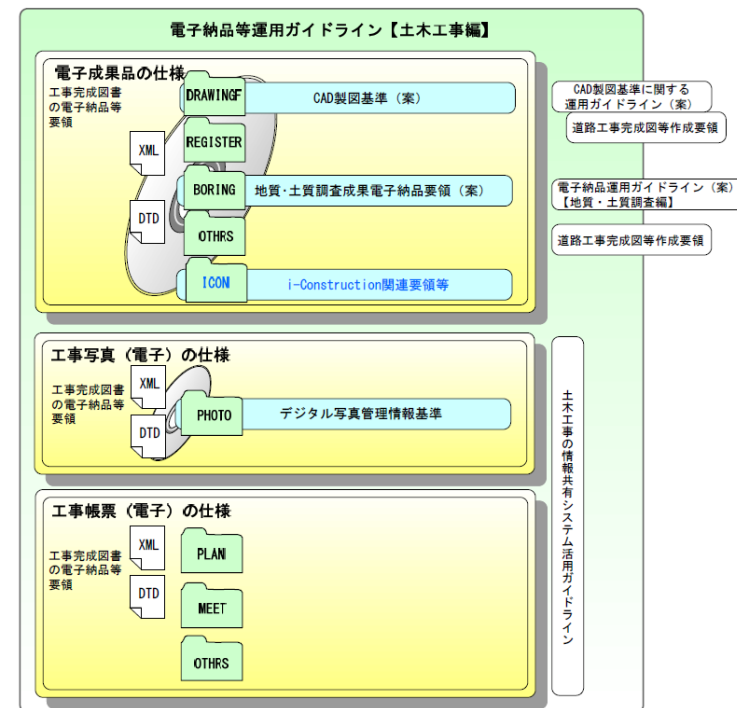 電子納品等運用ガイドライン【土木工事編】
電子成果品の仕様
工事完成図書
の電子納品等
要領
XML
DTD
DRAWINGF
CAD製図基準（案）
REGISTER
BORING
地質・土質調査成果電子納品要領（案）
OTHRS
ICON
i-Construction関連要領等
CAD製図基準に関する
運用ガイドライン（案）
道路工事完成図等作成要領
電子納品運用ガイドライン（案）
【地質・土質調査編】
道路工事完成図等作成要領
工事写真（電子）の仕様
工事完成図書
の電子納品等
要領
XML
DTD
PHOTO
デジタル写真管理情報基準
工事帳票（電子）の仕様
工事完成図書
の電子納品等
要領
XML
DTD
PLAN
MEET
OTHRS
土木工事の情報共有システム活用ガイドライン